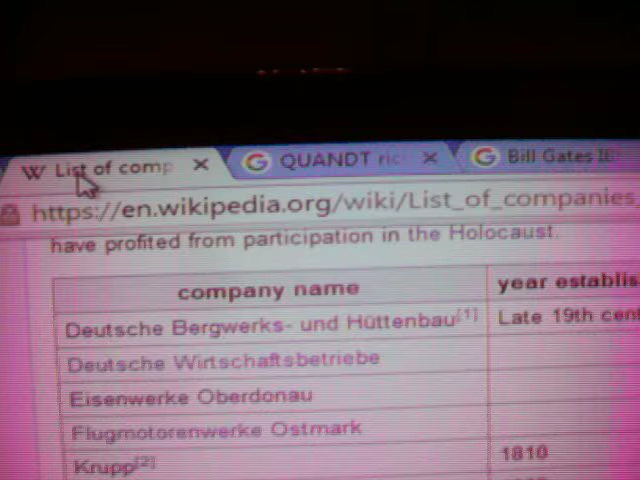 W List of comp × G QUANDT ric × G Bill Gates
https://en.wikipedia.org/wiki/List_of_companies_
have profited from participation in the Holocaust.
company name year establis
Deutsche Bergwerks- und Hüttenbau[1] Late 19th cent
Deutsche Wirtschaftsbetriebe
Eisenwerke Oberdonau
Flugmotorenwerke Ostmark
Krupp[2] 1810